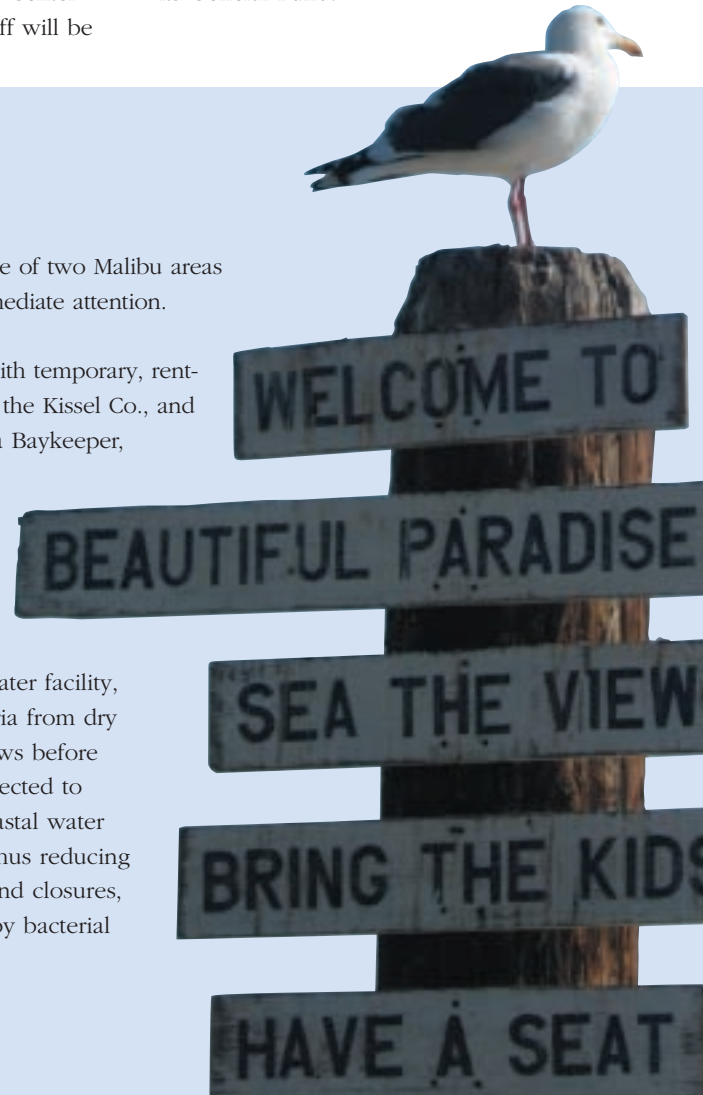 ff will be
e of two Malibu areas
mediate attention.
ith temporary, rent-
the Kissel Co., and
Baykeeper,
ater facility,
ria from dry
ws before
ected to
astal water
hus reducing
nd closures,
by bacterial
WELCOME TO
BEAUTIFUL PARADISE
SEA THE VIEW
BRING THE KIDS
HAVE A SEAT